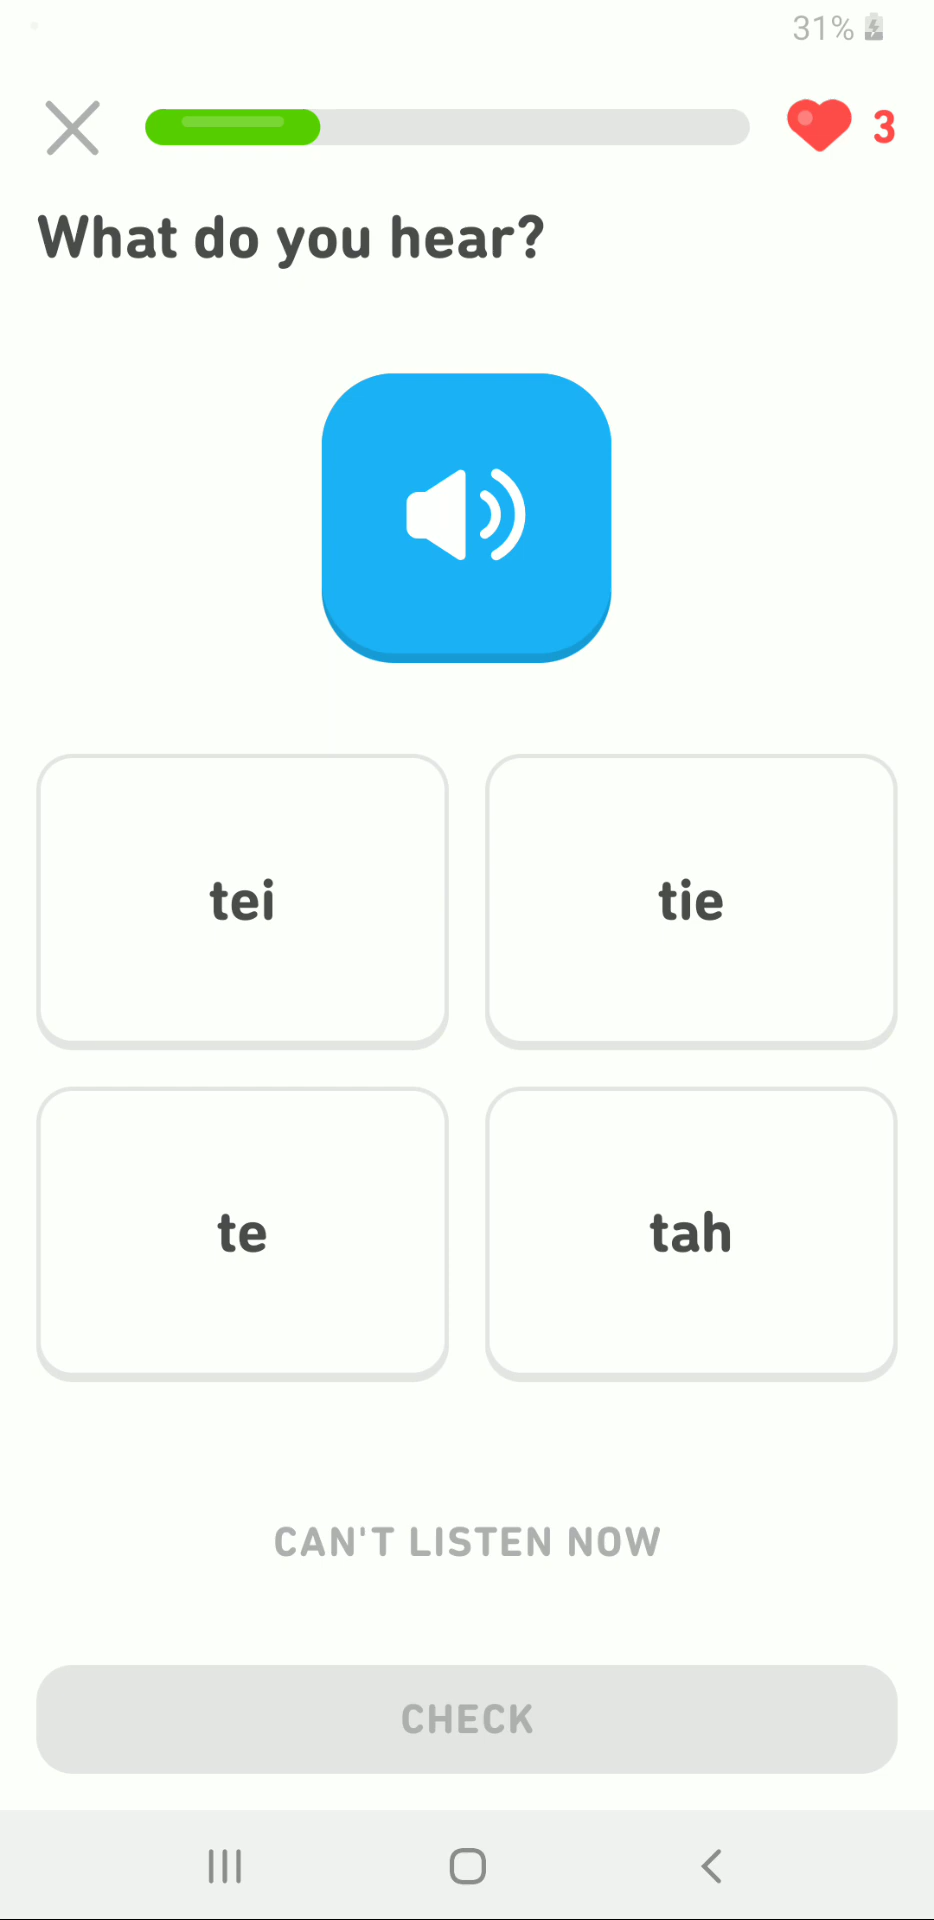 31%
3
What do you hear?
tei
tie
te
tah
CAN'T LISTEN NOW
CHECK